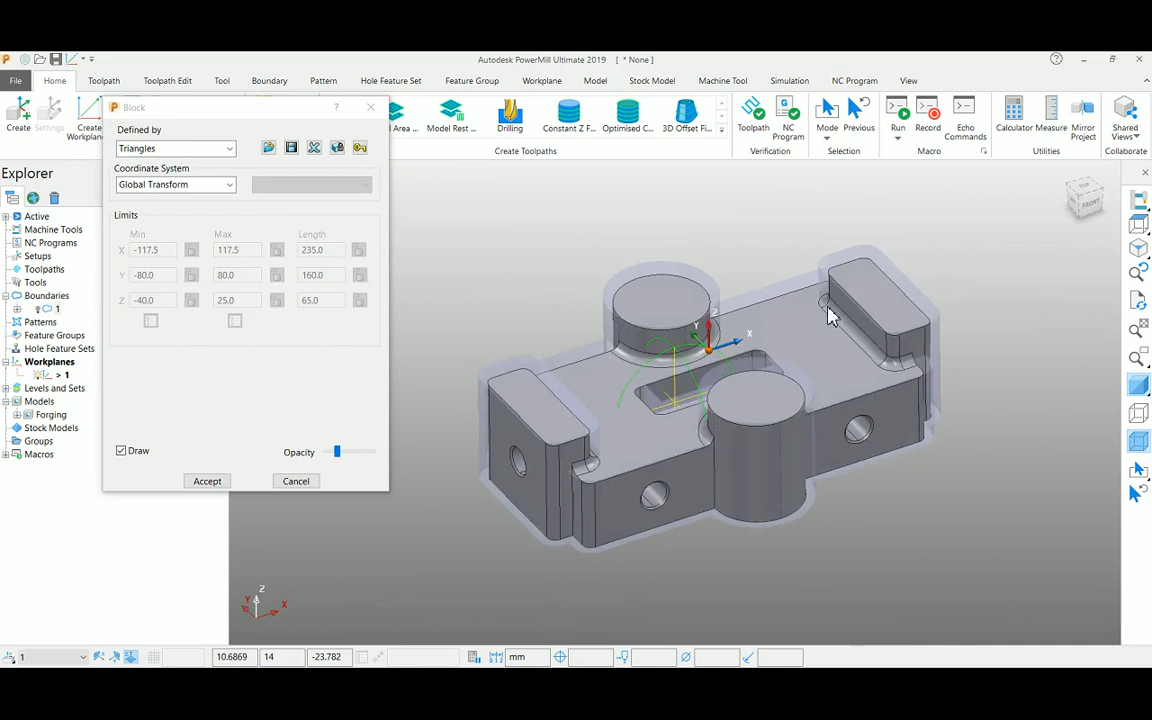 Autodesk PowerMill Ultimate 2019 [ * None ]
File Home Toolpath Toolpath Edit Tool Boundary Pattern Hole Feature Set Feature Group Workplane Model Stock Model Machine Tool Simulation NC Program View
Create Settings Create Workplane
Area ... Model Rest ... Drilling Constant Z F... Optimised C... 3D Offset Fi... Toolpath NC Program Mode Previous Run Record Echo Commands Calculator Measure Mirror Project Shared Views
Create Toolpaths Verification Selection Macro Utilities Collaborate
Explorer
Active
Machine Tools
NC Programs
Setups
Toolpaths
Tools
Boundaries
1
Patterns
Feature Groups
Hole Feature Sets
Workplanes
> 1
Levels and Sets
Models
Forging
Stock Models
Groups
Macros
Block ?
Defined by
Triangles
Coordinate System
Global Transform
Limits
Min Max Length
X -117.5 117.5 235.0
Y -80.0 80.0 160.0
Z -40.0 25.0 65.0
Draw Opacity
Accept Cancel
Z
Y
X
TOP
FRONT
Z
Y X
1 10.6869 14 -23.782 mm